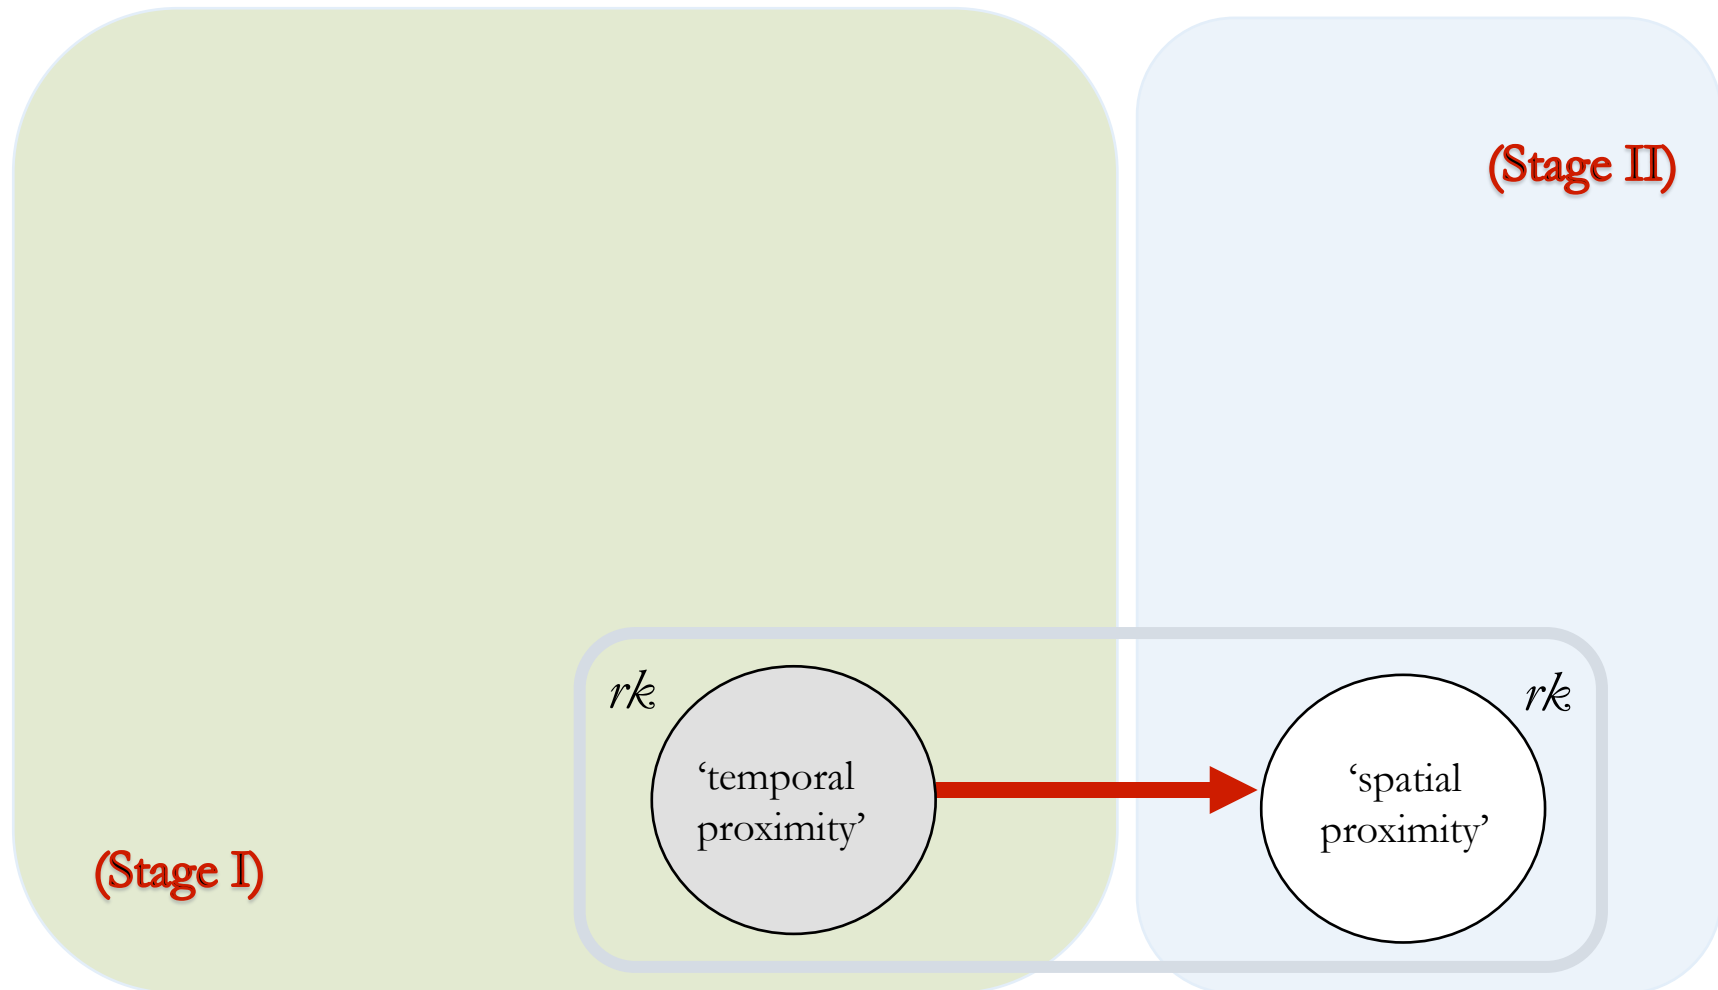 (Stage II)
rk
rk
‘temporal
proximity’
‘spatial
proximity’
(Stage I)